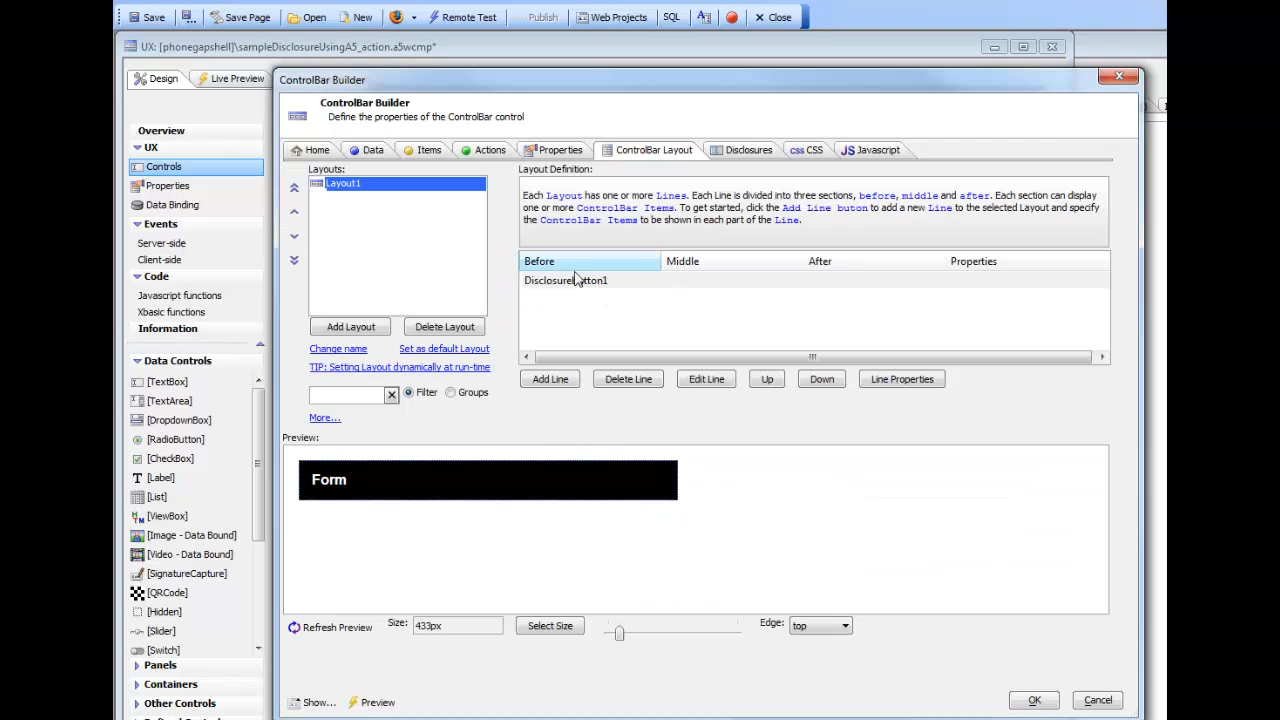 Save Save Page Open New Remote Test Publish Web Projects SQL Close
UX: [phonegapshell]\sampleDisclosureUsingA5_action.a5wcmp*
Design Live Preview
ControlBar Builder
ControlBar Builder
Define the properties of the ControlBar control
Overview
UX
Controls
Properties
Data Binding
Events
Server-side
Client-side
Code
Javascript functions
Xbasic functions
Information
Data Controls
[TextBox]
[TextArea]
[DropdownBox]
[RadioButton]
[CheckBox]
[Label]
[List]
[ViewBox]
[Image - Data Bound]
[Video - Data Bound]
[SignatureCapture]
[QRCode]
[Hidden]
[Slider]
[Switch]
Panels
Containers
Other Controls
Home Data Items Actions Properties ControlBar Layout Disclosures CSS CSS Javascript
Layouts:
Layout1
Add Layout Delete Layout
Change name Set as default Layout
TIP: Setting Layout dynamically at run-time
Filter Groups
More...
Layout Definition:
Each Layout has one or more Lines. Each Line is divided into three sections, before, middle and after. Each section can display
one or more ControlBar Items. To get started, click the Add Line buton to add a new Line to the selected Layout and specify
the ControlBar Items to be shown in each part of the Line.
Before Middle After Properties
DisclosureButton1
Add Line Delete Line Edit Line Up Down Line Properties
Preview:
Form
Refresh Preview Size: 433px Select Size Edge: top
Show... Preview OK Cancel